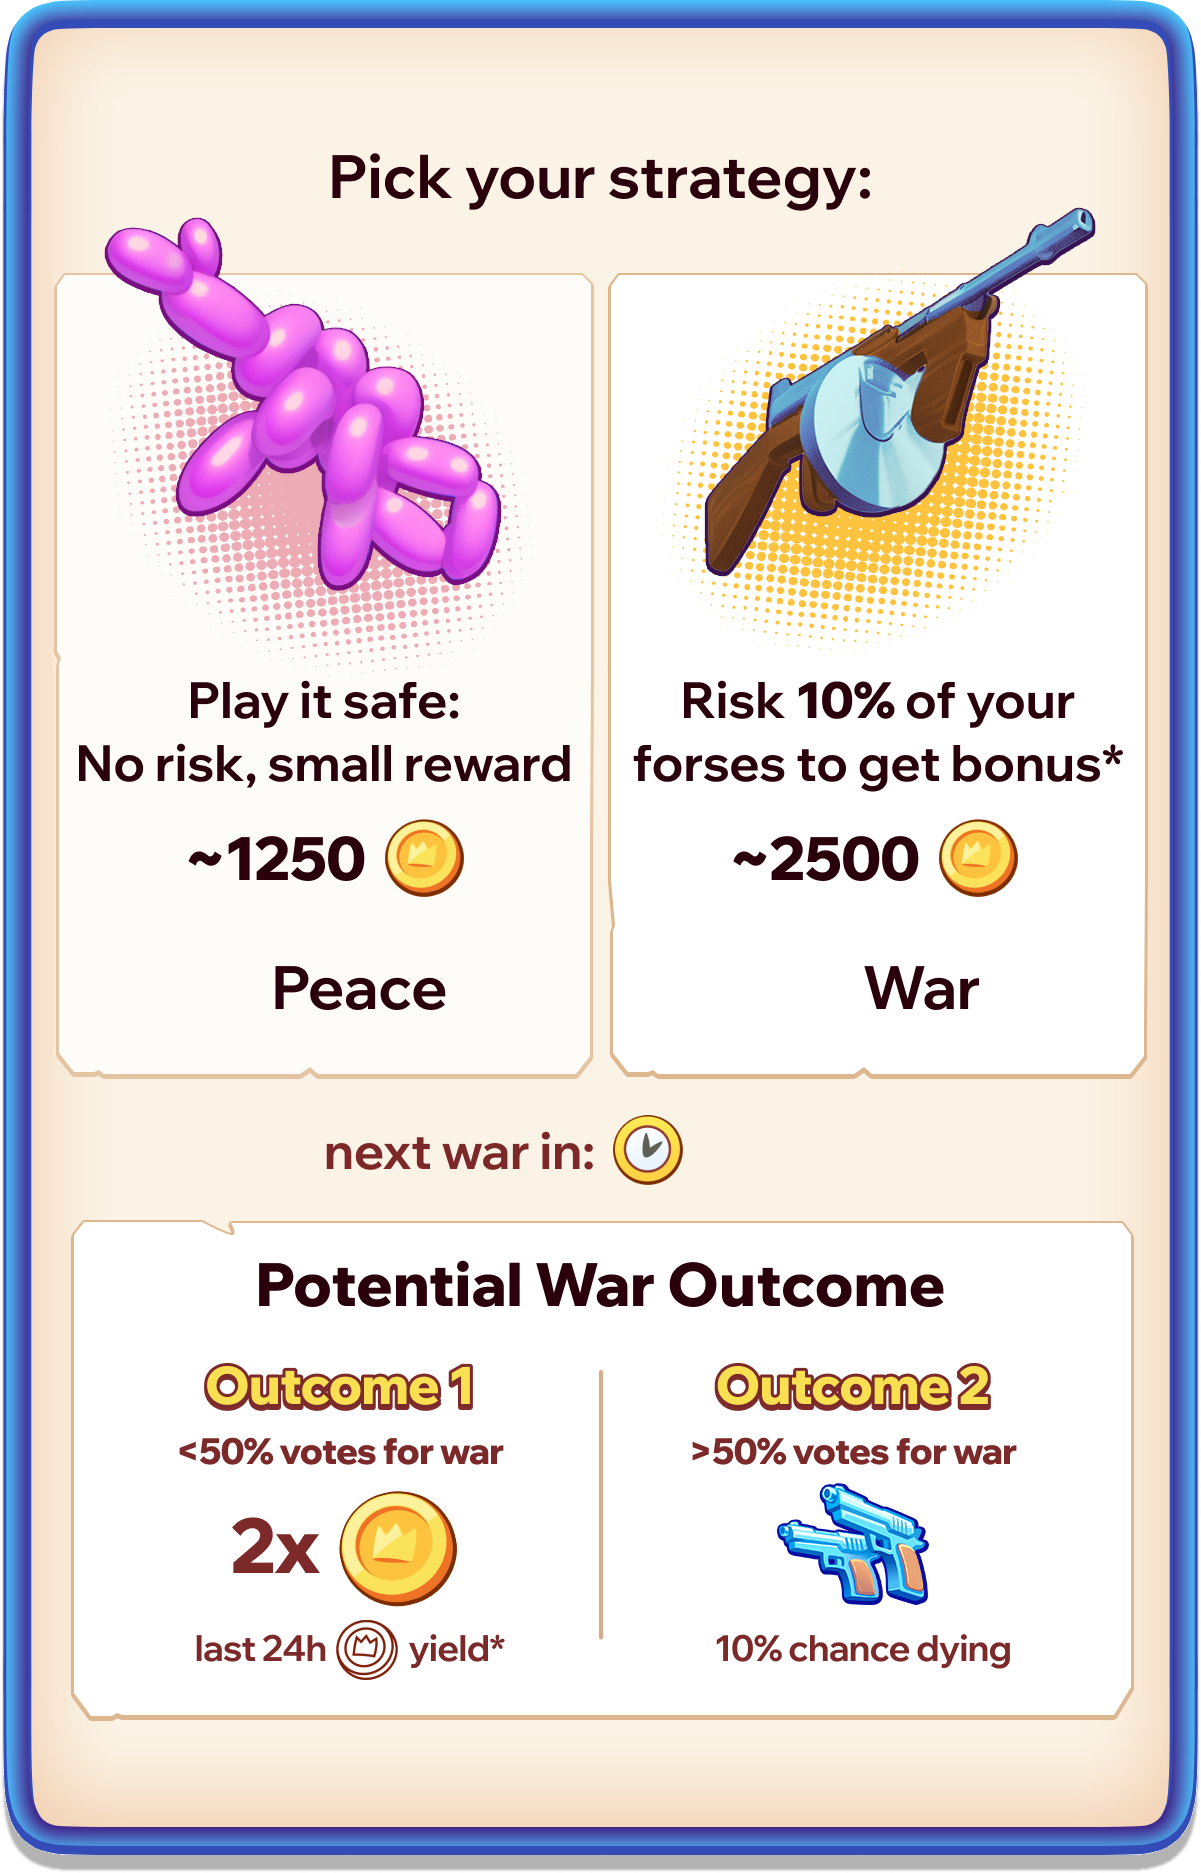 Pick your strategy:
Play it safe:
No risk, small reward
~1250
Peace
Risk 10% of your
forses to get bonus*
~2500
War
next war in:
Potential War Outcome
Outcome 1
<50% votes for war
2x
last 24h yield*
Outcome 2
>50% votes for war
10% chance dying